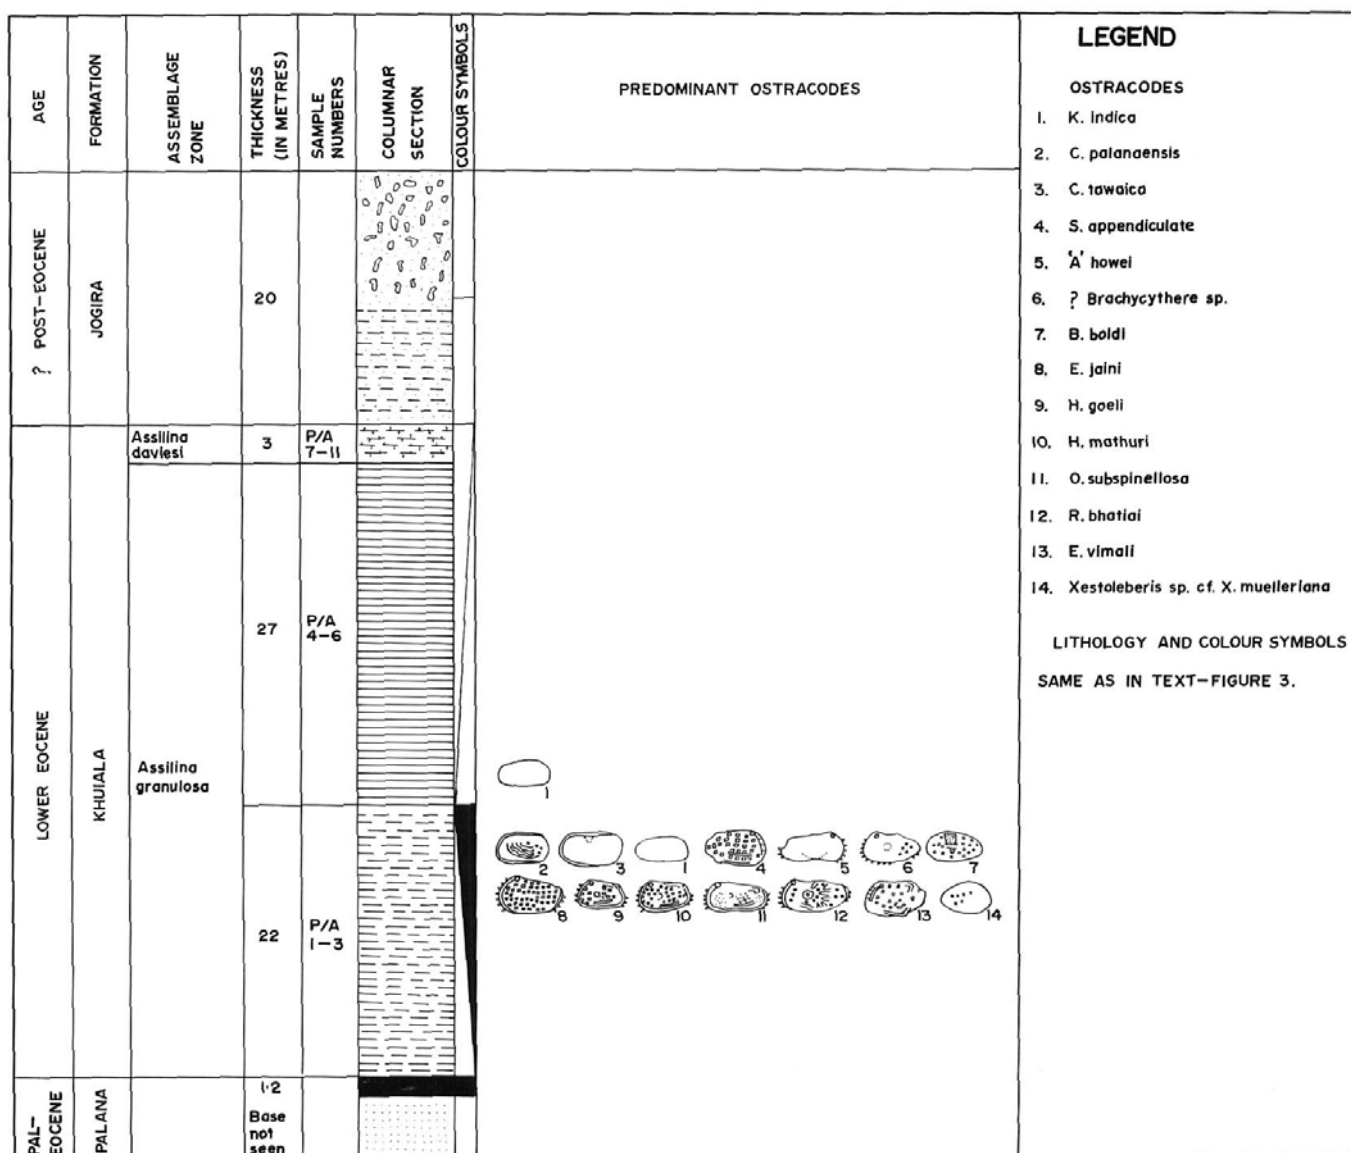 AGE
FORMATION
ASSEMBLAGE
ZONE
THICKNESS
(IN METRES)
SAMPLE
NUMBERS
COLUMNAR
SECTION
COLOUR SYMBOLS
PREDOMINANT OSTRACODES
? POST-EOCENE
JOGIRA
20
LOWER EOCENE
KHUIALA
Assilina
daviesi
3
P/A
7-11
Assilina
granulosa
27
P/A
4-6
1
22
P/A
1-3
2 3 1 4 5 6 7
8 9 10 11 12 13 14
PAL-
EOCENE
PALANA
1·2
Base
not
seen
LEGEND
OSTRACODES
1. K. indica
2. C. palanaensis
3. C. tawaica
4. S. appendiculate
5. 'A' howei
6. ? Brachycythere sp.
7. B. boldi
8. E. jaini
9. H. goeli
10. H. mathuri
11. O. subspinellosa
12. R. bhatiai
13. E. vimali
14. Xestoleberis sp. cf. X. muelleriana
LITHOLOGY AND COLOUR SYMBOLS
SAME AS IN TEXT-FIGURE 3.